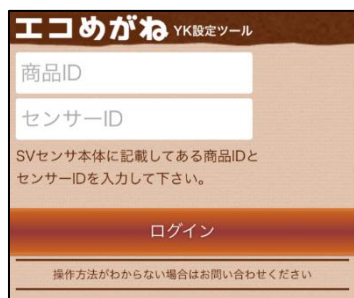 エコめがね YK設定ツール
商品ID
センサーID
SVセンサ本体に記載してある商品IDと
センサーIDを入力して下さい。
ログイン
操作方法がわからない場合はお問い合わせください